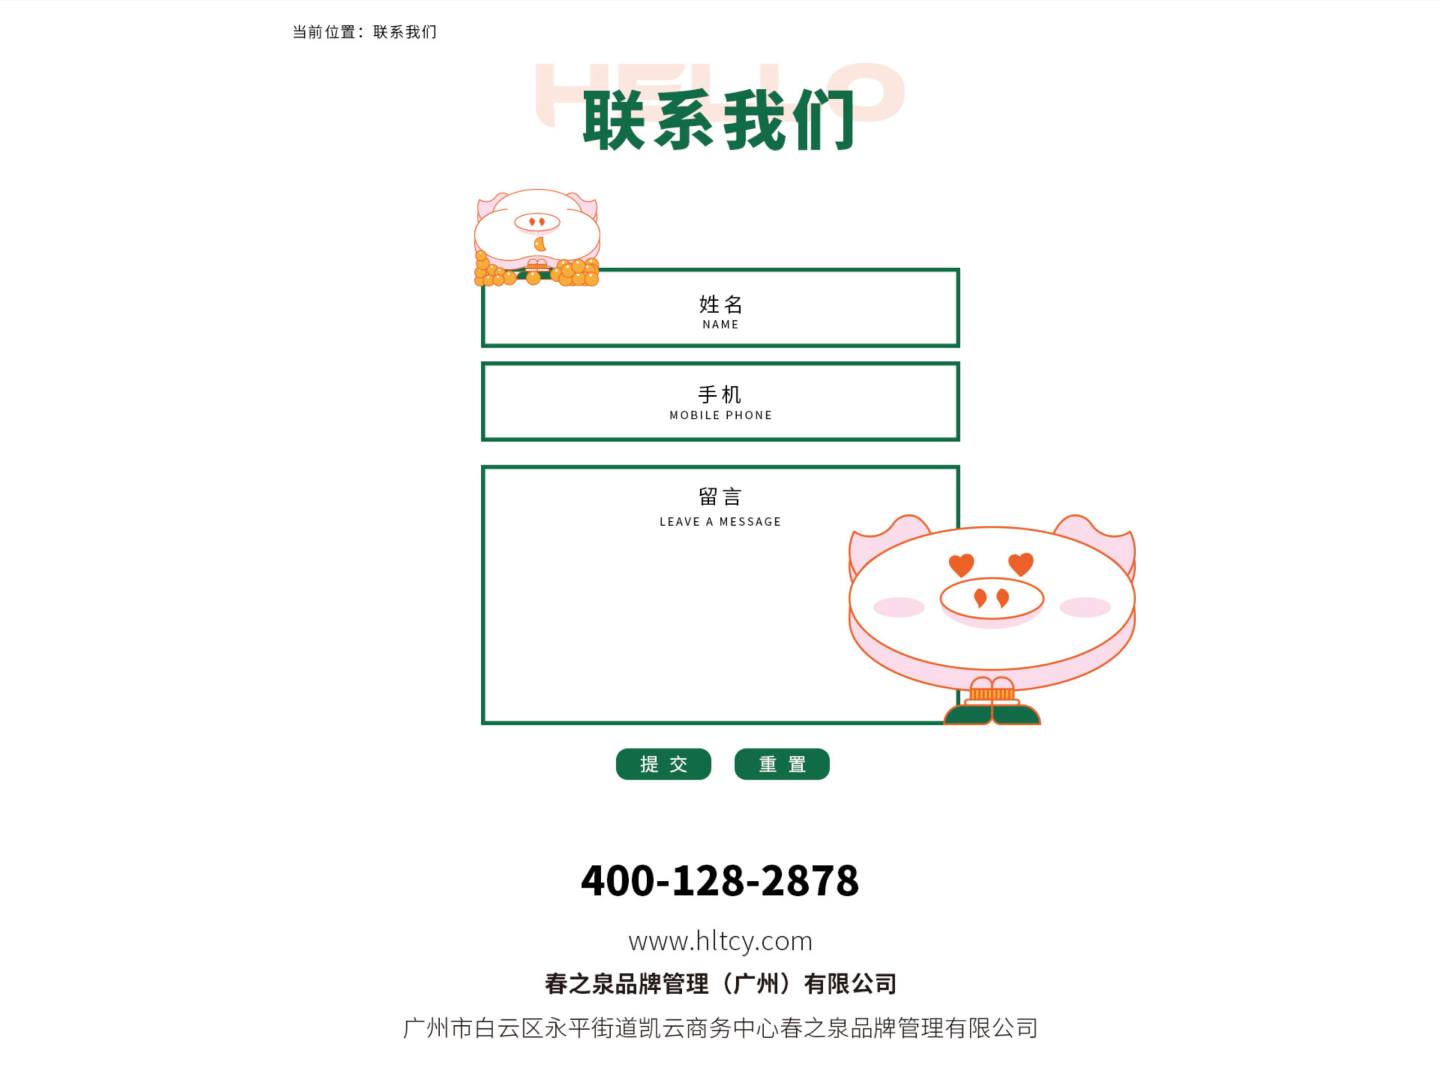 当前位置：联系我们
HELLO
联系我们
姓名
NAME
手机
MOBILE PHONE
留言
LEAVE A MESSAGE
提交 重置
400-128-2878
www.hltcy.com
春之泉品牌管理（广州）有限公司
广州市白云区永平街道凯云商务中心春之泉品牌管理有限公司